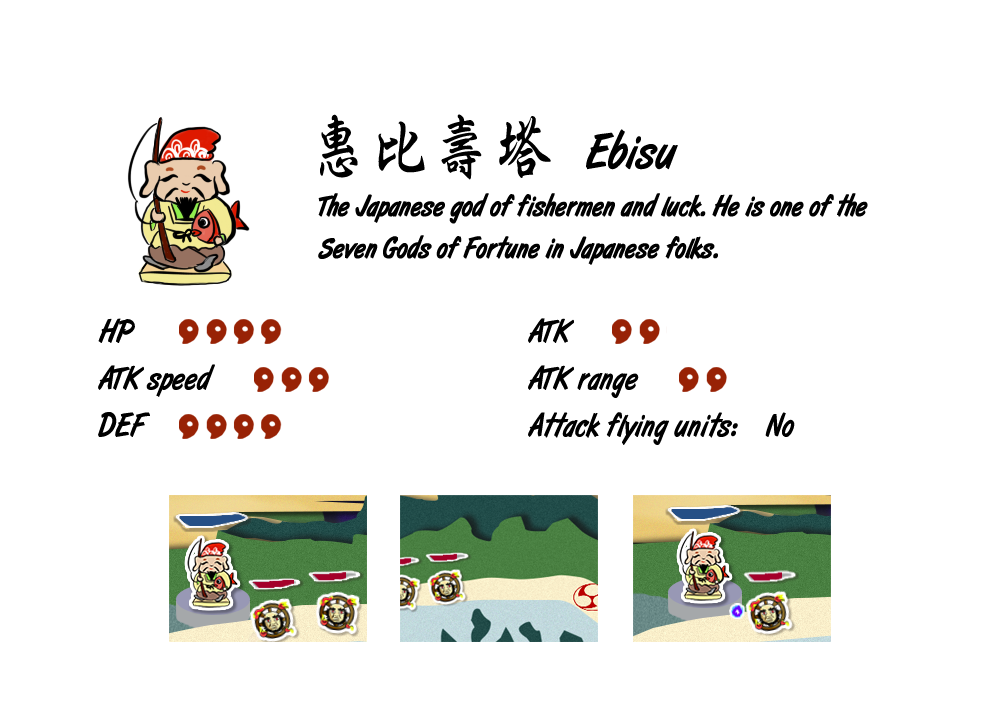 惠比壽塔 Ebisu
The Japanese god of fishermen and luck. He is one of the
Seven Gods of Fortune in Japanese folks.
HP
ATK
ATK speed
ATK range
DEF
Attack flying units: No